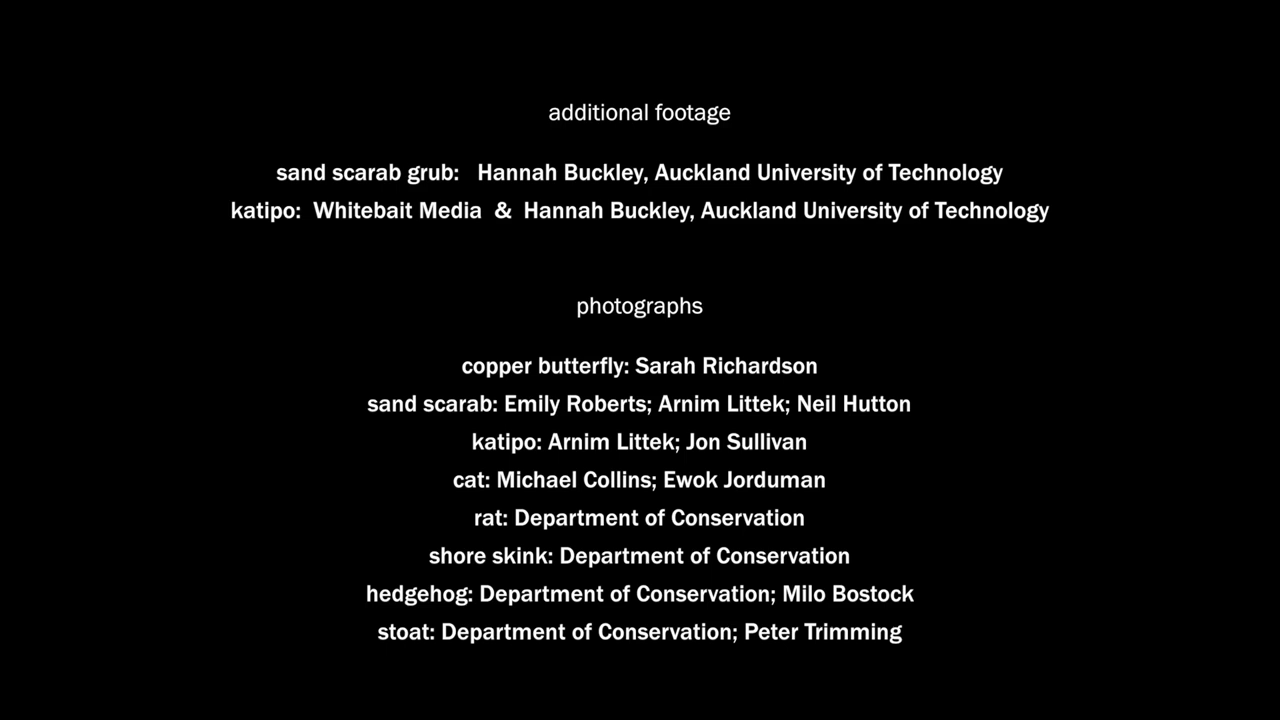 additional footage
sand scarab grub: Hannah Buckley, Auckland University of Technology
katipo: Whitebait Media & Hannah Buckley, Auckland University of Technology
photographs
copper butterfly: Sarah Richardson
sand scarab: Emily Roberts; Arnim Littek; Neil Hutton
katipo: Arnim Littek; Jon Sullivan
cat: Michael Collins; Ewok Jorduman
rat: Department of Conservation
shore skink: Department of Conservation
hedgehog: Department of Conservation; Milo Bostock
stoat: Department of Conservation; Peter Trimming